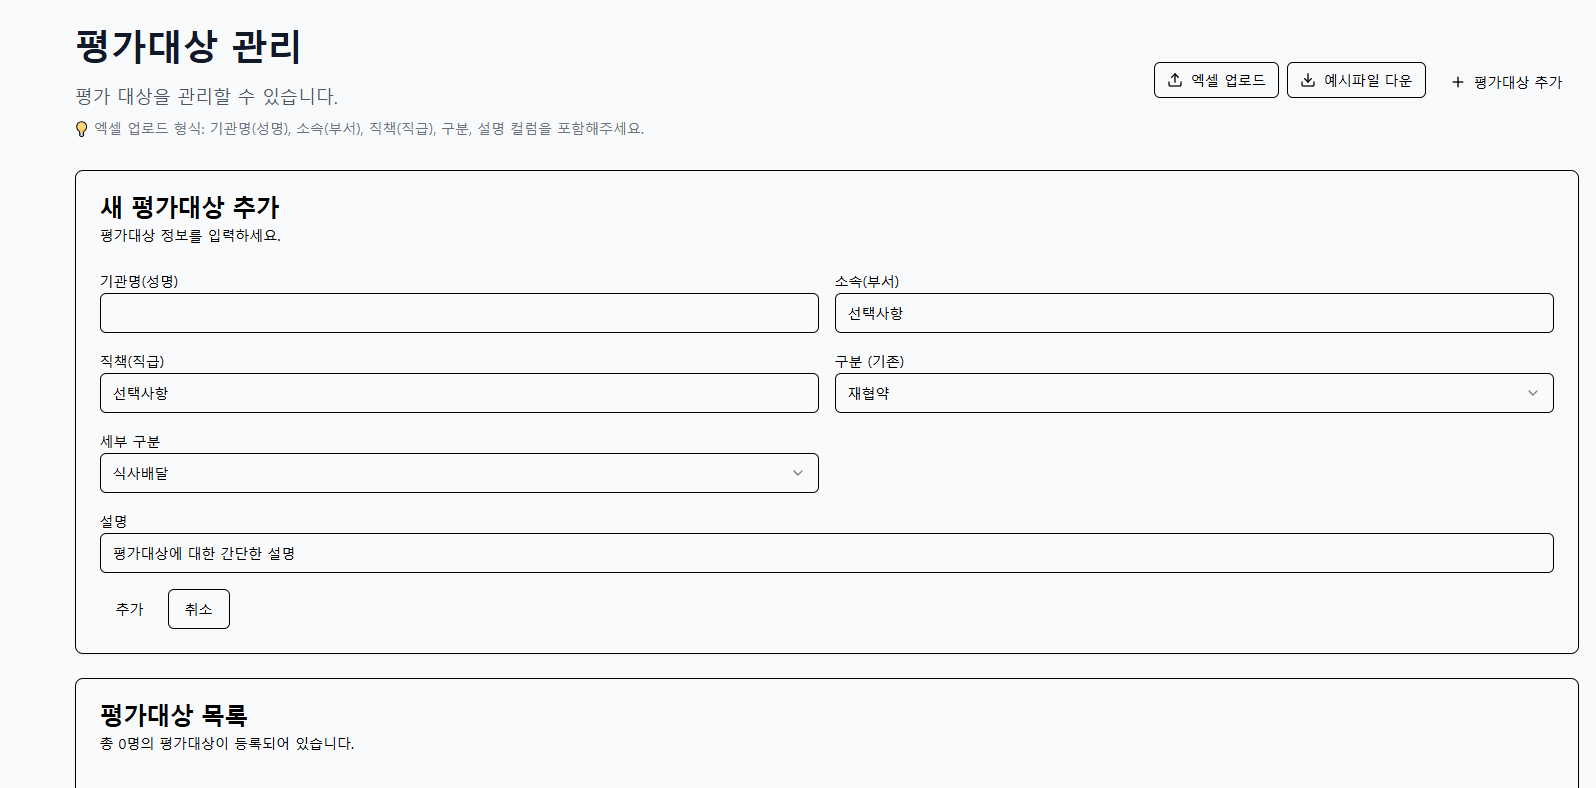 평가대상 관리
평가 대상을 관리할 수 있습니다.
엑셀 업로드 형식: 기관명(성명), 소속(부서), 직책(직급), 구분, 설명 컬럼을 포함해주세요.
엑셀 업로드
예시파일 다운
평가대상 추가
새 평가대상 추가
평가대상 정보를 입력하세요.
기관명(성명)
소속(부서)
선택사항
직책(직급)
선택사항
구분 (기존)
재협약
세부 구분
식사배달
설명
평가대상에 대한 간단한 설명
추가
취소
평가대상 목록
총 0명의 평가대상이 등록되어 있습니다.